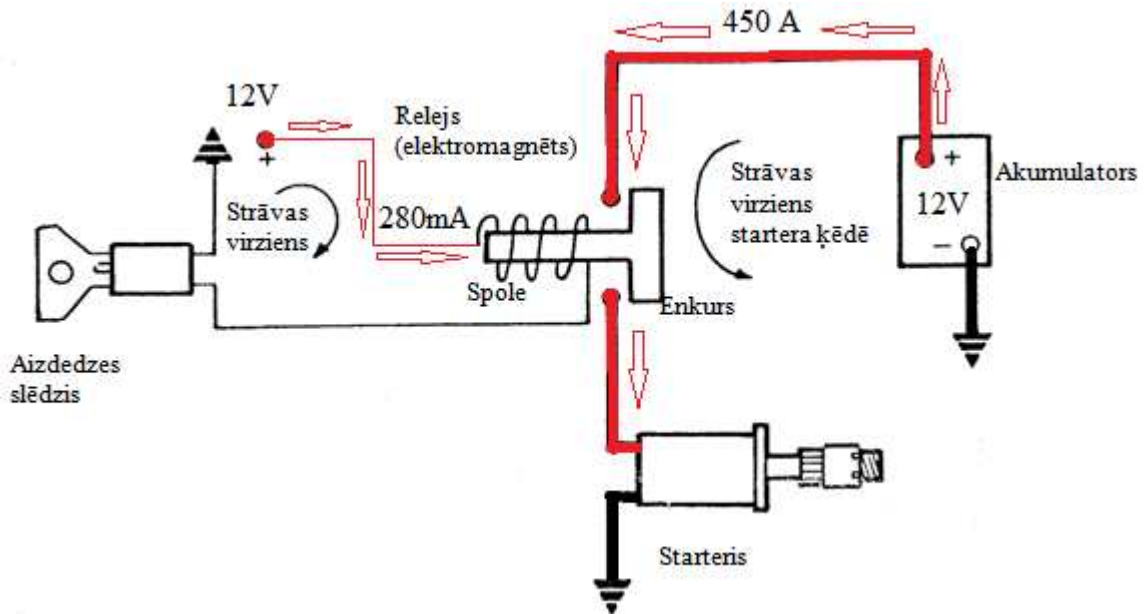 450 A
12V
+
Relejs
(elektromagnēts)
Strāvas
virziens
280mA
Strāvas
virziens
startera ķēdē
+
12V
−
Akumulators
Spole
Enkurs
Aizdedzes
slēdzis
Starteris